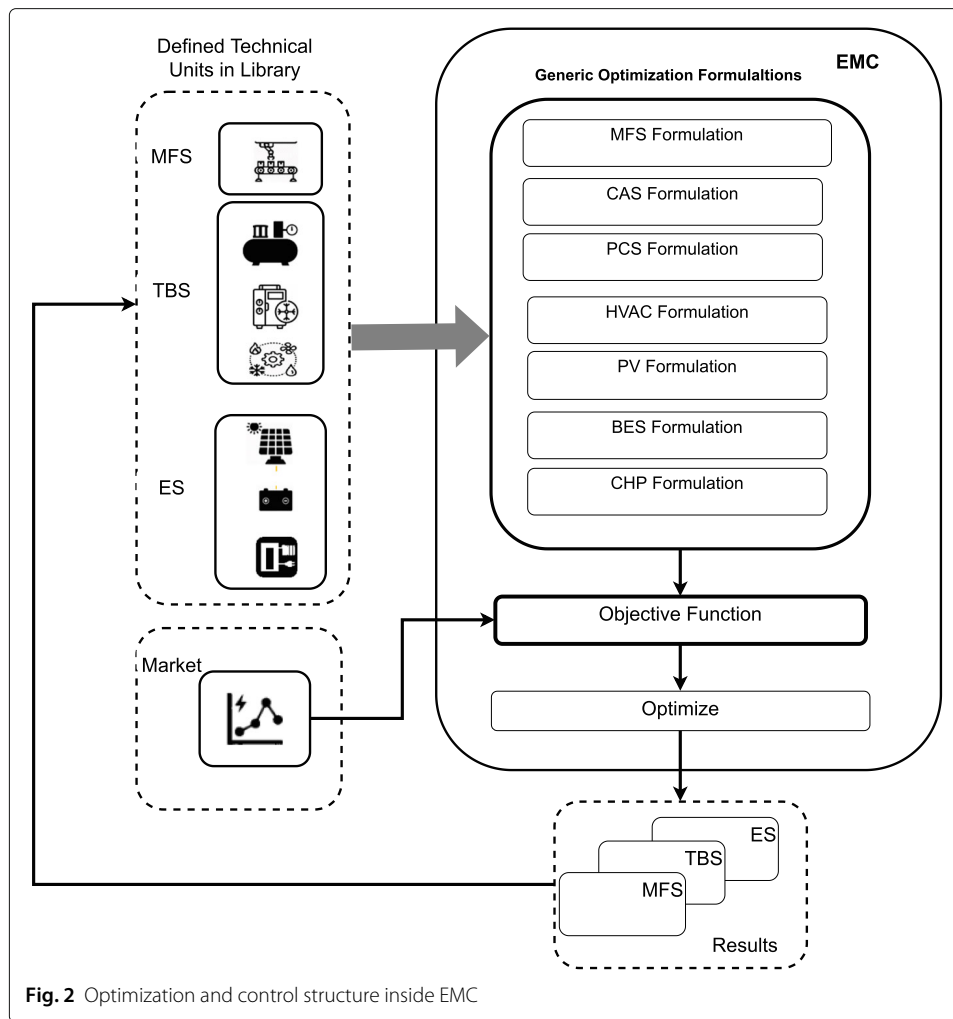 Defined Technical
Units in Library
MFS
TBS
ES
Market
EMC
Generic Optimization Formulaltions
MFS Formulation
CAS Formulation
PCS Formulation
HVAC Formulation
PV Formulation
BES Formulation
CHP Formulation
Objective Function
Optimize
ES
TBS
MFS
Results
Fig. 2 Optimization and control structure inside EMC